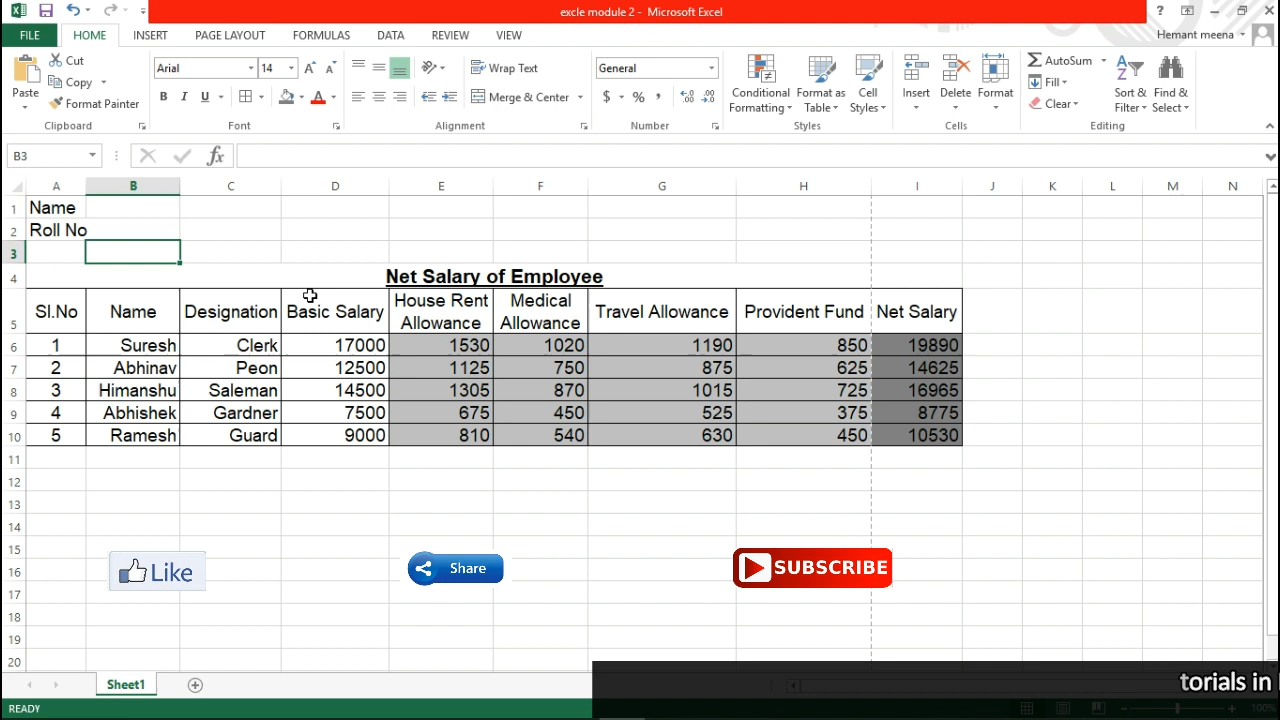 excle module 2 - Microsoft Excel
?
FILE HOME INSERT PAGE LAYOUT FORMULAS DATA REVIEW VIEW Hemant meena
Paste Cut Copy Format Painter
Arial 14
B I U
Wrap Text
Merge & Center
General
$ % ,
Conditional Formatting Format as Table Cell Styles
Insert Delete Format
AutoSum Fill Clear
Sort & Filter Find & Select
Clipboard Font Alignment Number Styles Cells Editing
B3 fx
A B C D E F G H I J K L M N
1 Name
2 Roll No
3
4 Net Salary of Employee
5 Sl.No Name Designation Basic Salary House Rent Allowance Medical Allowance Travel Allowance Provident Fund Net Salary
6 1 Suresh Clerk 17000 1530 1020 1190 850 19890
7 2 Abhinav Peon 12500 1125 750 875 625 14625
8 3 Himanshu Saleman 14500 1305 870 1015 725 16965
9 4 Abhishek Gardner 7500 675 450 525 375 8775
10 5 Ramesh Guard 9000 810 540 630 450 10530
11
12
13
14
15
16 Like Share SUBSCRIBE
17
18
19
20
Sheet1
torials in
READY 100%